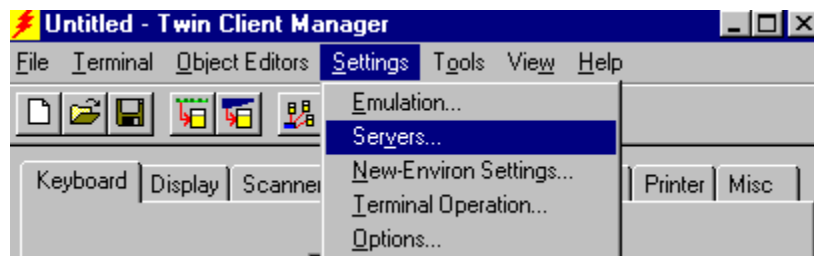 Untitled - Twin Client Manager
File Terminal Object Editors Settings Tools View Help
Emulation...
Servers...
New-Environ Settings...
Terminal Operation...
Options...
Keyboard Display Scanner Printer Misc